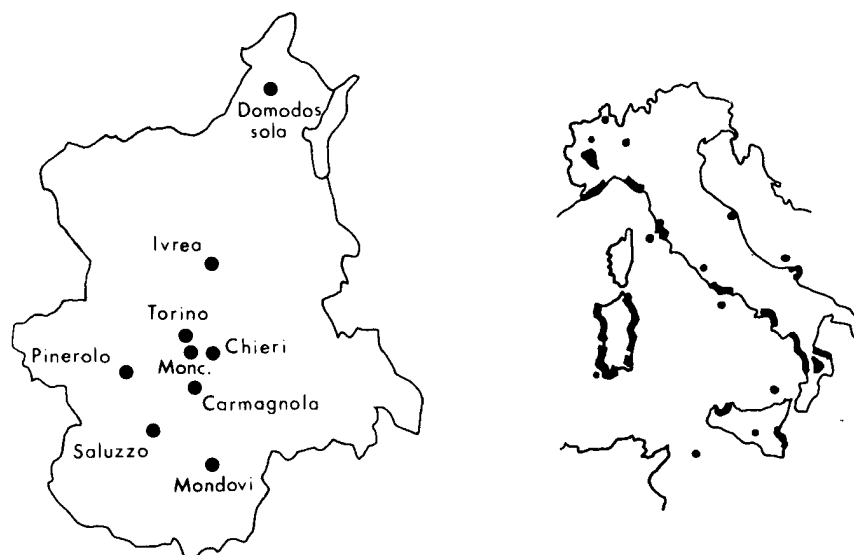 Domodos
sola
Ivrea
Torino
Pinerolo
Monc.
Chieri
Carmagnola
Saluzzo
Mondovi